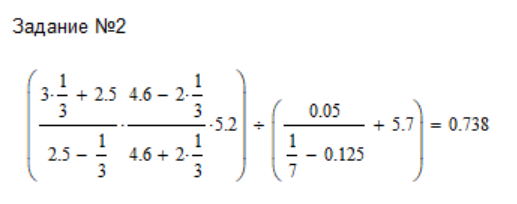 Задание №2
((3·1/3 + 2.5)/(2.5 − 1/3) · (4.6 − 2·1/3)/(4.6 + 2·1/3) · 5.2) ÷ (0.05/(1/7 − 0.125) + 5.7) = 0.738